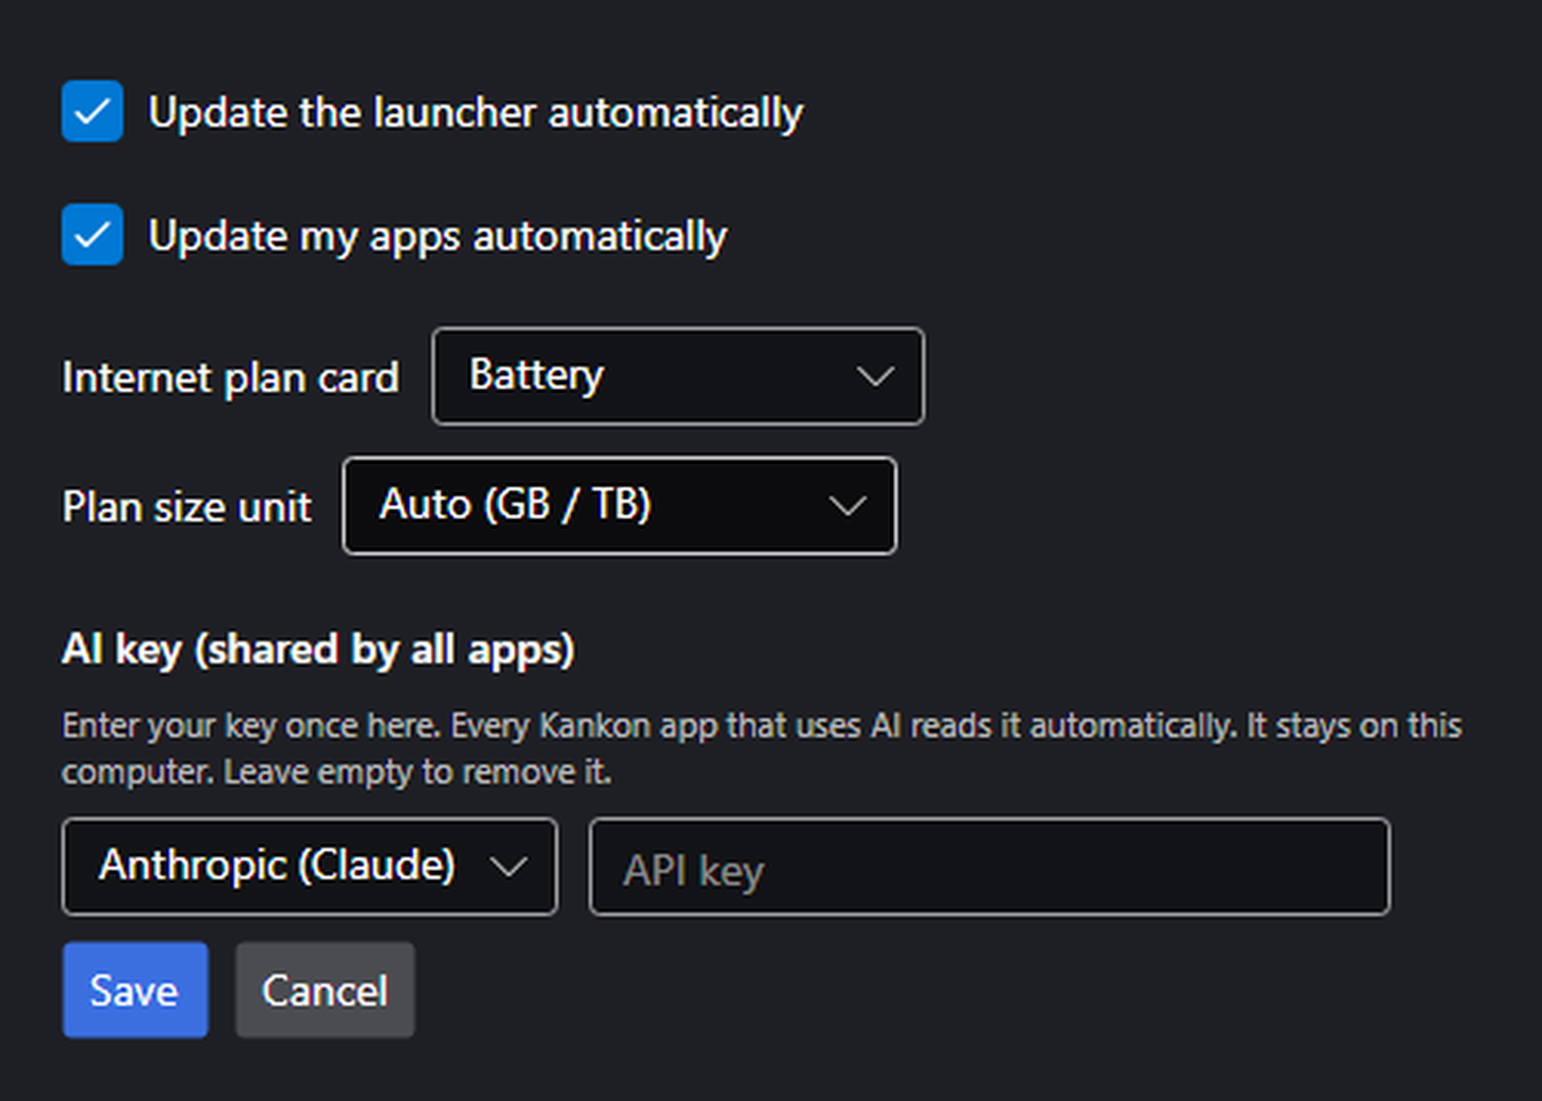 Update the launcher automatically
Update my apps automatically
Internet plan card Battery
Plan size unit Auto (GB / TB)
AI key (shared by all apps)
Enter your key once here. Every Kankon app that uses AI reads it automatically. It stays on this
computer. Leave empty to remove it.
Anthropic (Claude) API key
Save Cancel